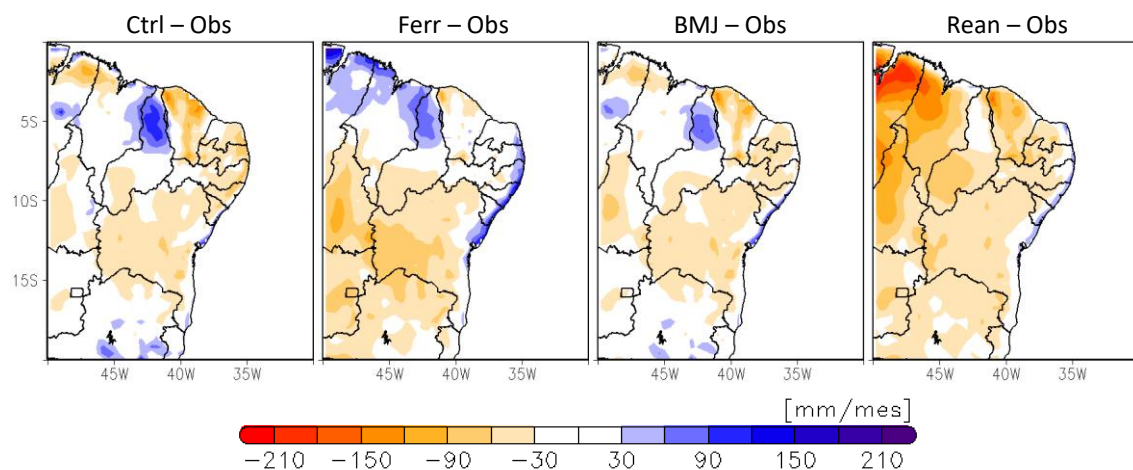 Ctrl – Obs Ferr – Obs BMJ – Obs Rean – Obs
5S
10S
15S
45W 40W 35W 45W 40W 35W 45W 40W 35W 45W 40W 35W
[mm/mes]
−210 −150 −90 −30 30 90 150 210